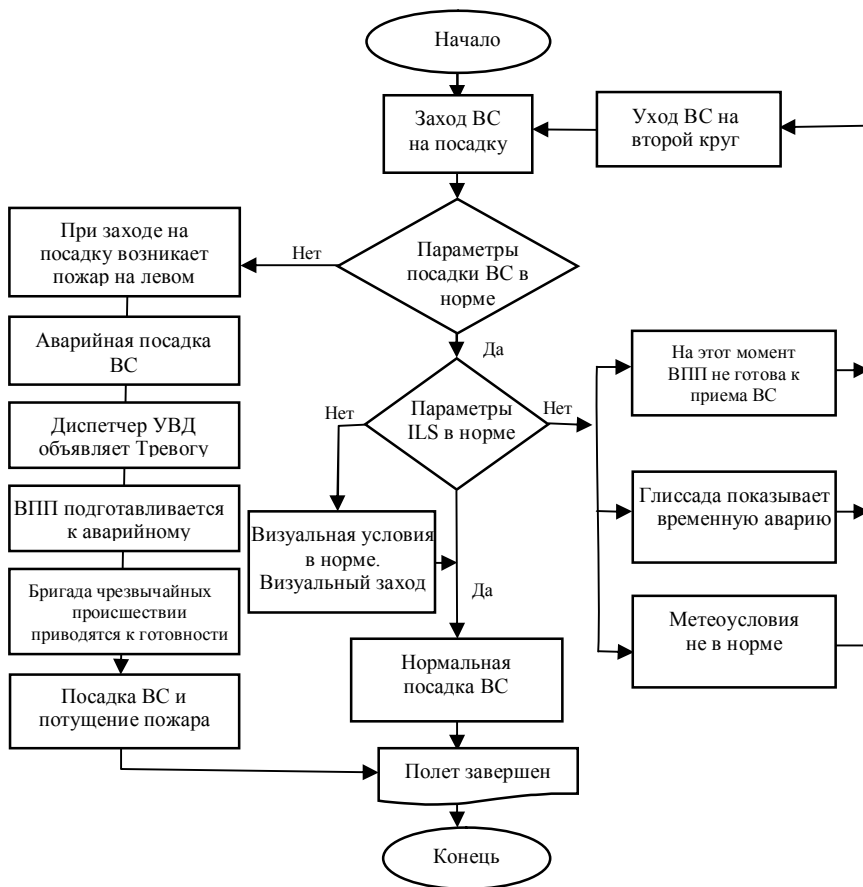 Начало
Заход ВС
на посадку
Уход ВС на
второй круг
При заходе на
посадку возникает
пожар на левом
Нет
Параметры
посадки ВС в
норме
Аварийная посадка
ВС
Да
На этот момент
ВПП не готова к
приема ВС
Диспетчер УВД
объявляет Тревогу
Нет
Параметры
ILS в норме
Нет
ВПП подготавливается
к аварийному
Глиссада показывает
временную аварию
Визуальная условия
в норме.
Визуальный заход
Бригада чрезвычайных
происшествии
приводятся к готовности
Да
Метеоусловия
не в норме
Нормальная
посадка ВС
Посадка ВС и
потущение пожара
Полет завершен
Конець